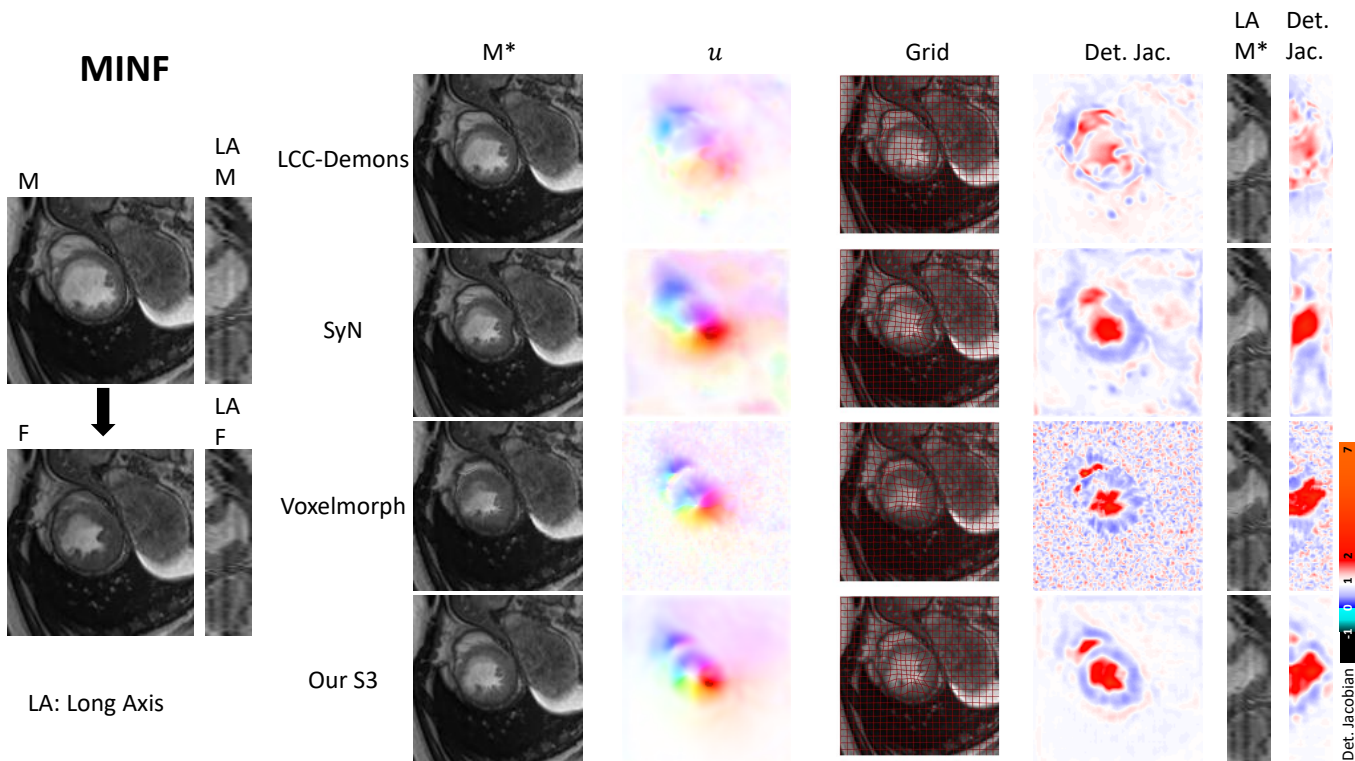 MINF
M* u Grid Det. Jac. LA M* Det. Jac.
LA M
M
LCC-Demons
SyN
LA F
F
Voxelmorph
Our S3
LA: Long Axis
Det. Jacobian -1 0 1 2 7